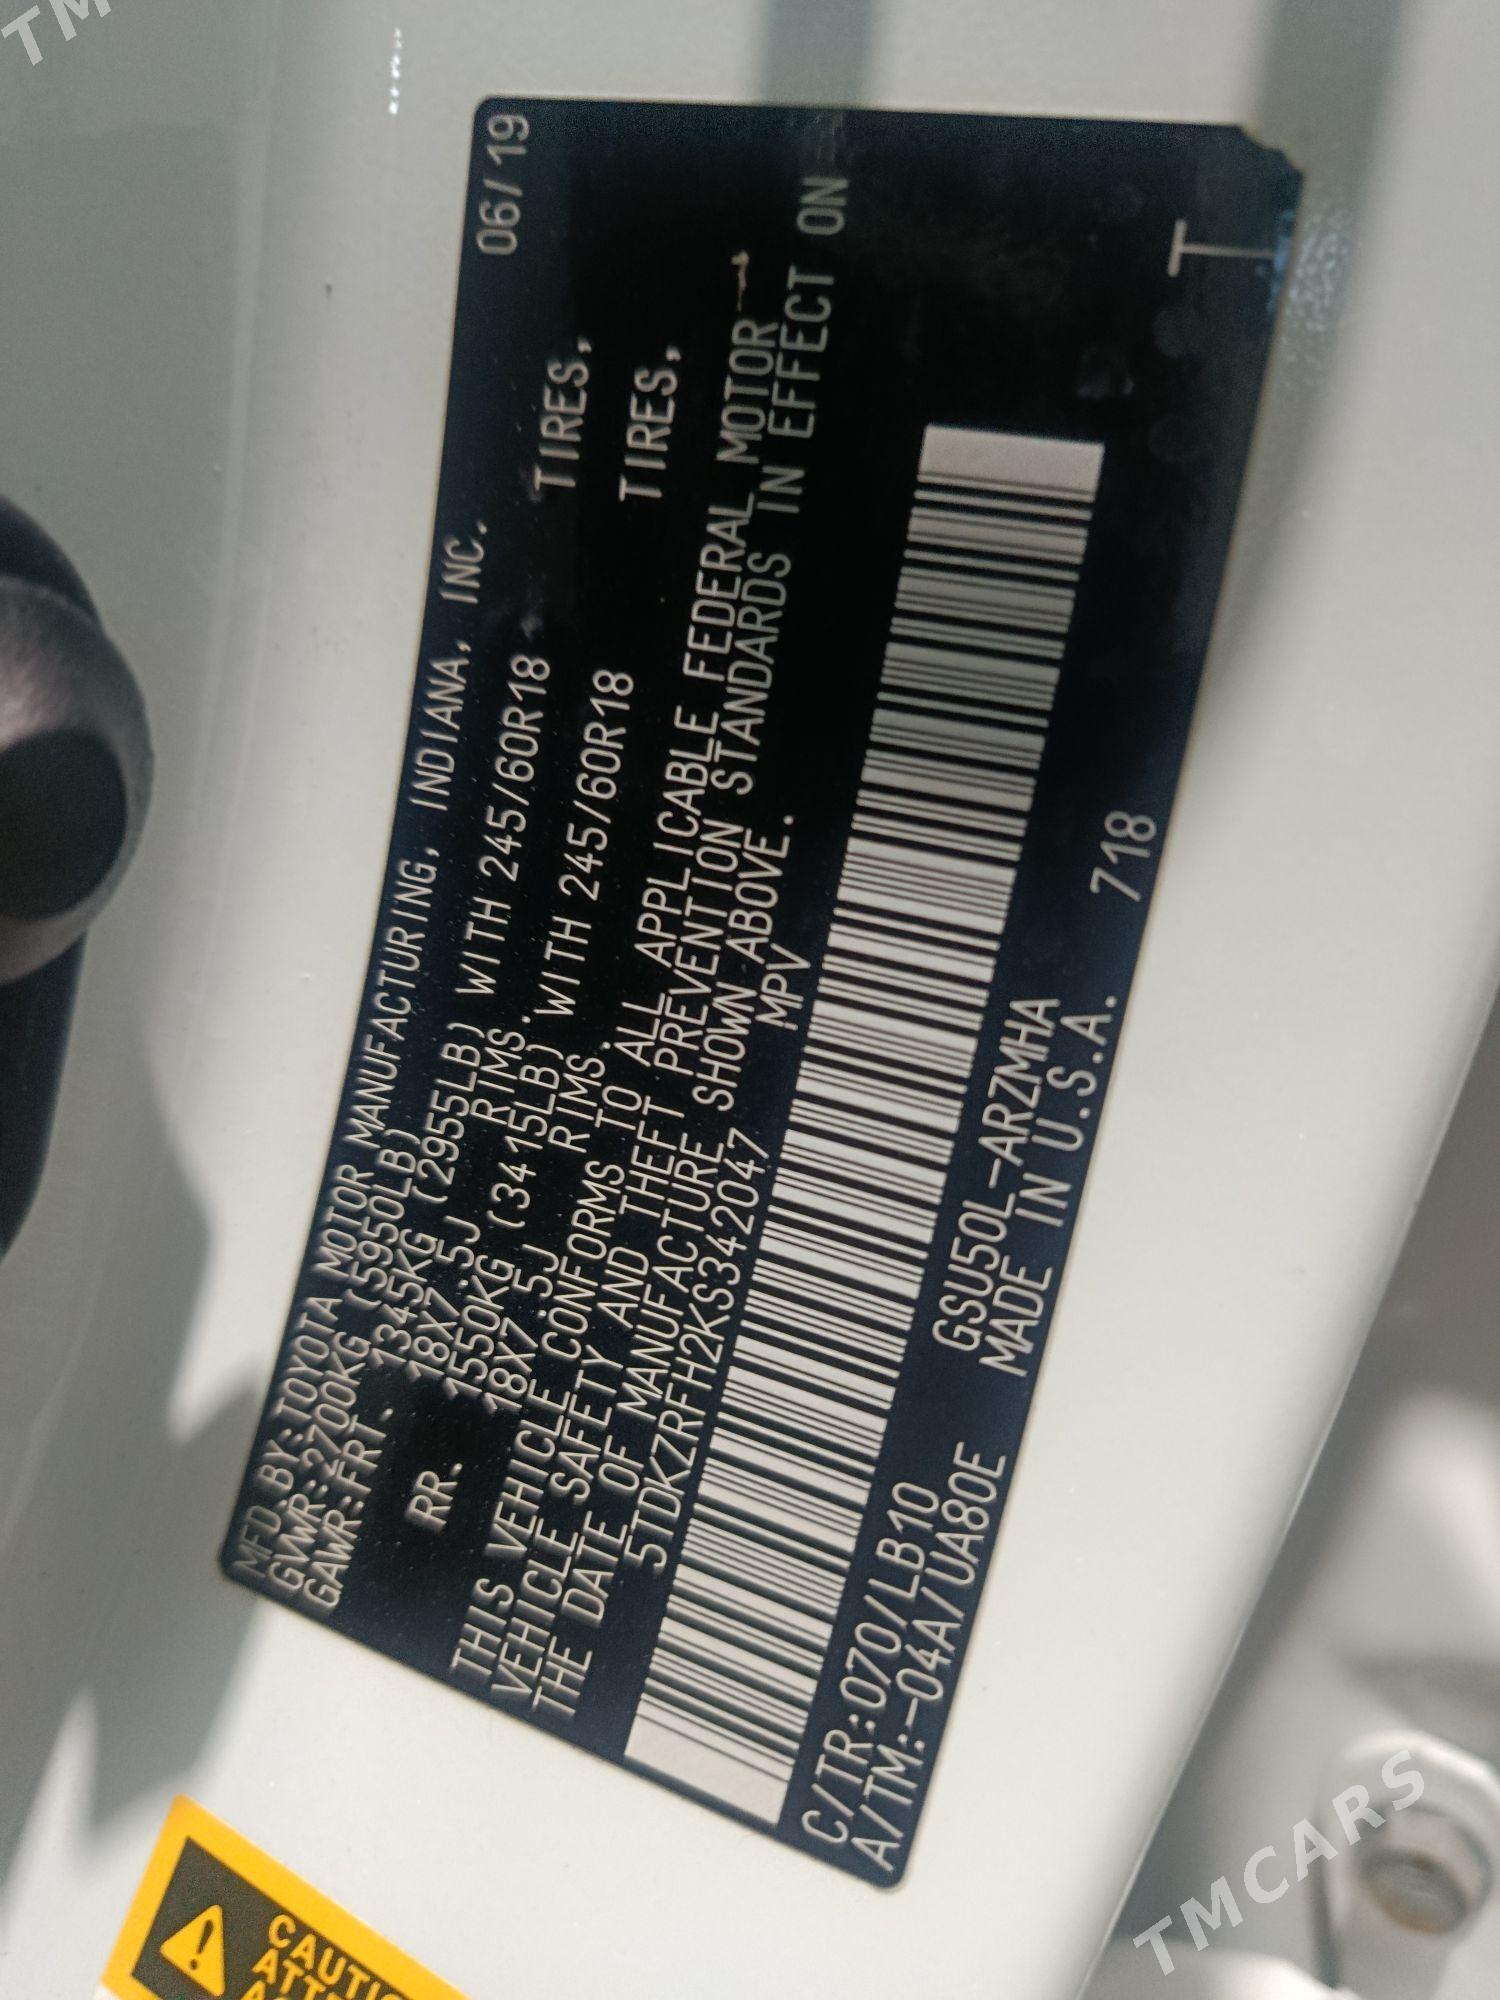 MFD.BY:TOYOTA MOTOR MANUFACTURING, INDIANA, INC. 06/19
GVWR:2700KG (5950LB)
GAWR:FRT. 1345KG (2955LB) WITH 245/60R18 TIRES,
18X7.5J RIMS.
RR. 1550KG (3415LB) WITH 245/60R18 TIRES,
18X7.5J RIMS.
THIS VEHICLE CONFORMS TO ALL APPLICABLE FEDERAL MOTOR
VEHICLE SAFETY AND THEFT PREVENTION STANDARDS IN EFFECT ON
THE DATE OF MANUFACTURE SHOWN ABOVE.
5TDKZRFH2KS342047 MPV
C/TR:070/LB10 GSU50L-ARZMHA
A/TM:-04A/UA80E MADE IN U.S.A. 718
T
CAUTI
ATT
TMCARS
TM